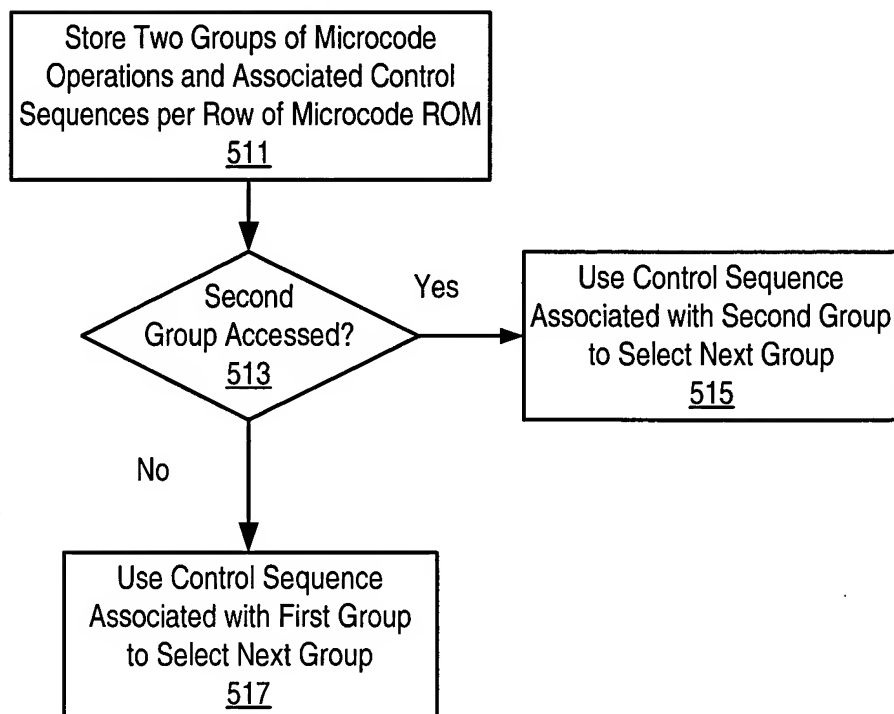 Store Two Groups of Microcode
Operations and Associated Control
Sequences per Row of Microcode ROM
511
Second
Group Accessed?
513
Yes
Use Control Sequence
Associated with Second Group
to Select Next Group
515
No
Use Control Sequence
Associated with First Group
to Select Next Group
517